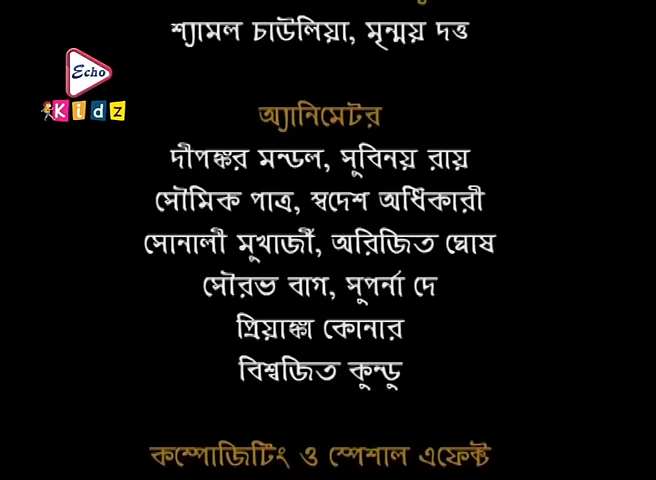 শ্যামল চাউলিয়া, মৃন্ময় দত্ত
Echo
Kidz
অ্যানিমেটর
দীপঙ্কর মন্ডল, সুবিনয় রায়
সৌমিক পাত্র, স্বদেশ অধিকারী
সোনালী মুখার্জী, অরিজিত ঘোষ
সৌরভ বাগ, সুপর্না দে
প্রিয়াঙ্কা কোনার
বিশ্বজিত কুন্ডু
কম্পোজিটিং ও স্পেশাল এফেক্ট